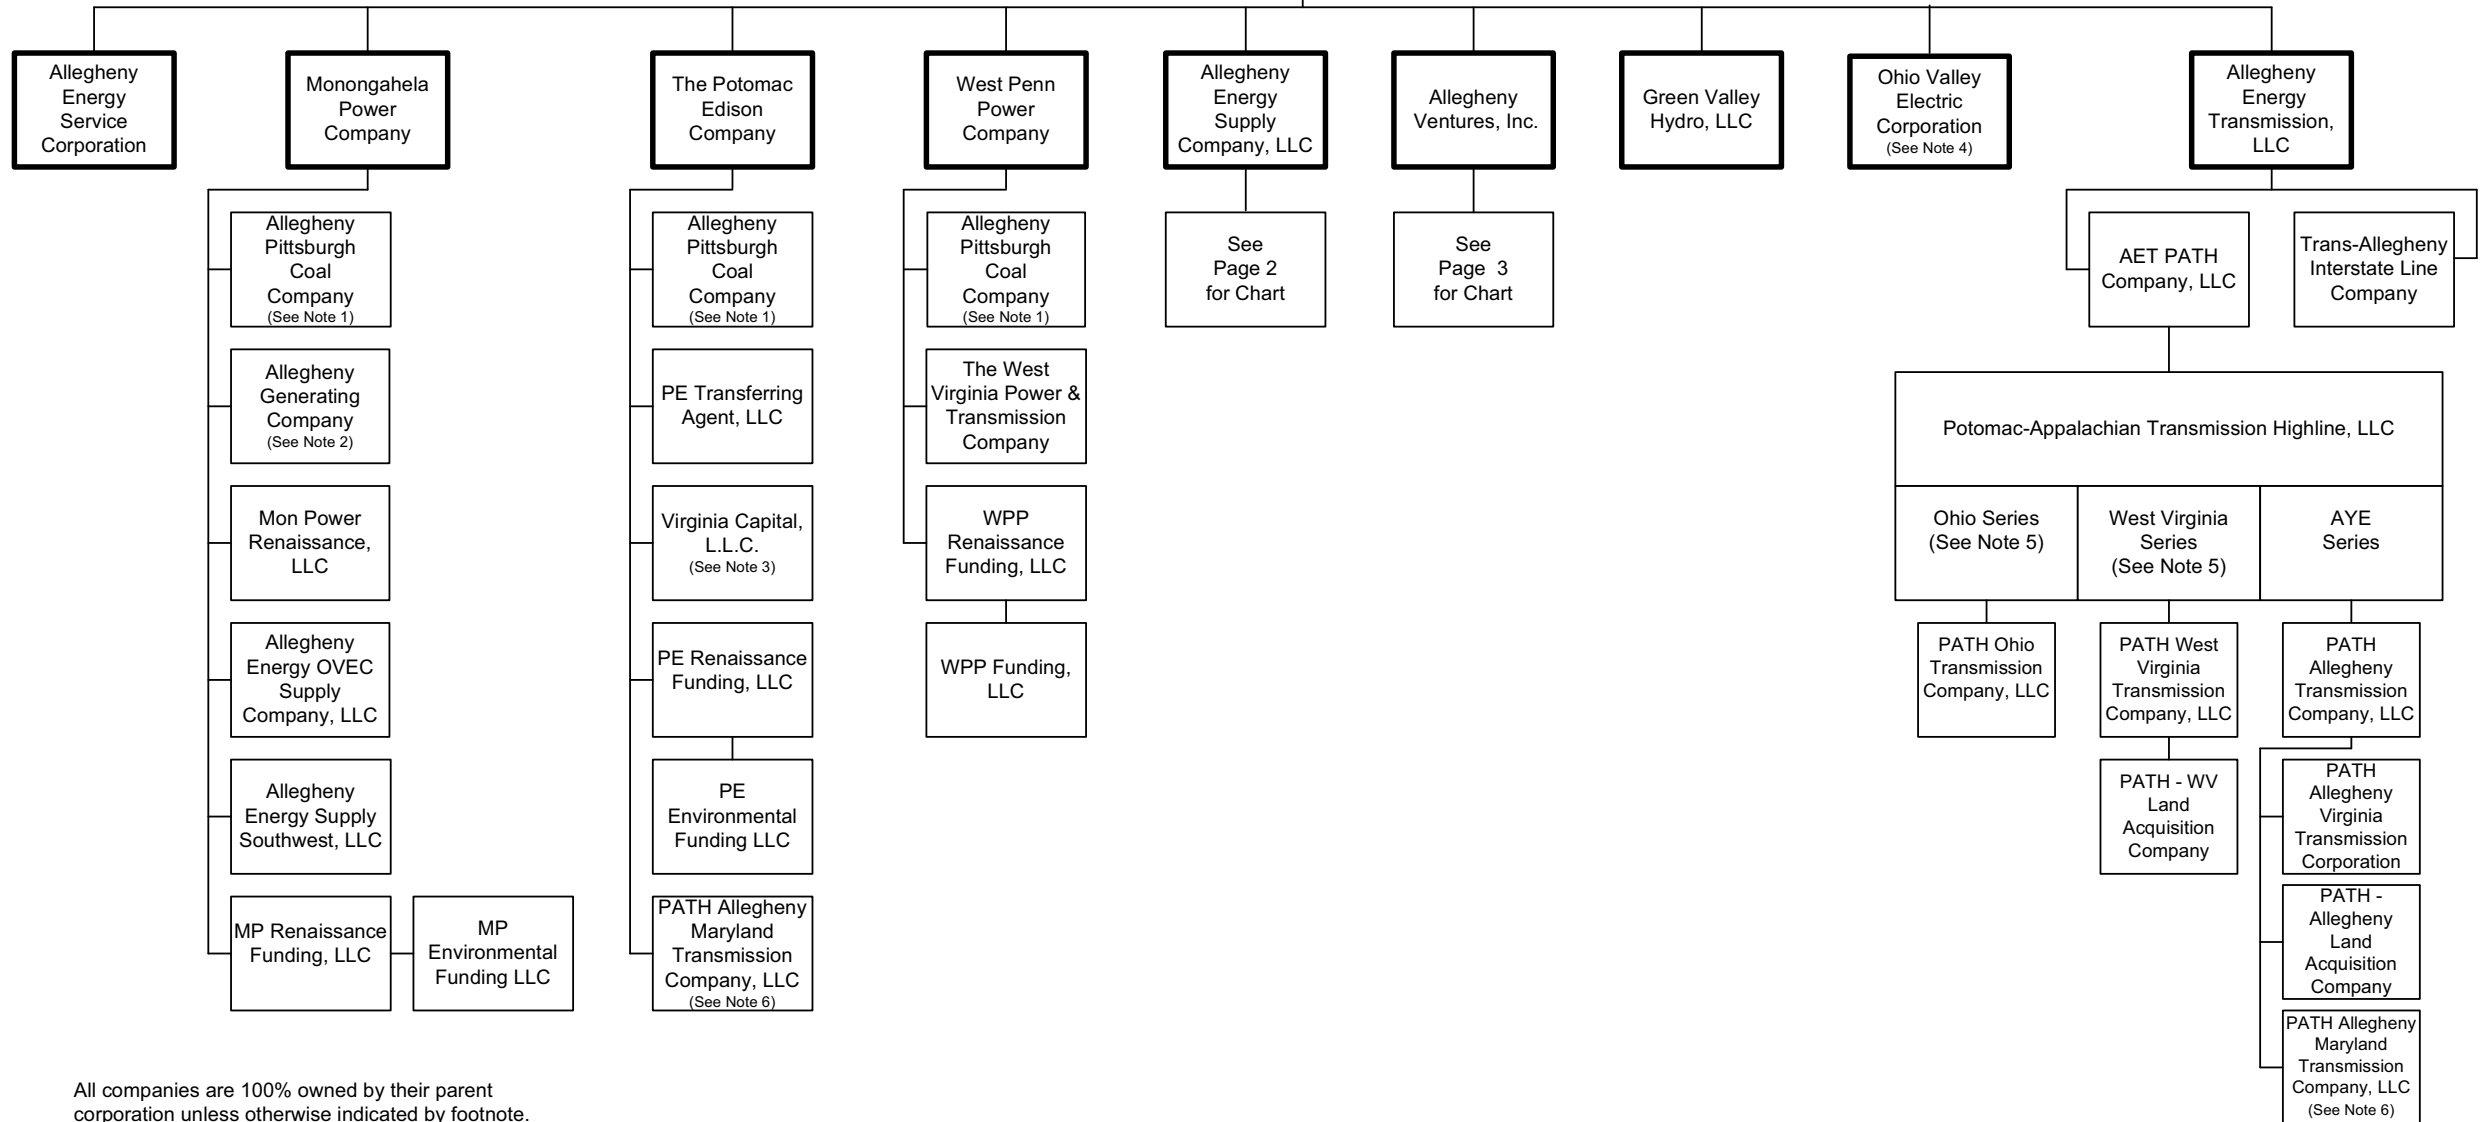 Allegheny
Energy
Service
Corporation
Monongahela
Power
Company
The Potomac
Edison
Company
West Penn
Power
Company
Allegheny
Energy
Supply
Company, LLC
Allegheny
Ventures, Inc.
Green Valley
Hydro, LLC
Ohio Valley
Electric
Corporation
(See Note 4)
Allegheny
Energy
Transmission,
LLC
Allegheny
Pittsburgh
Coal
Company
(See Note 1)
Allegheny
Generating
Company
(See Note 2)
Mon Power
Renaissance,
LLC
Allegheny
Energy OVEC
Supply
Company, LLC
Allegheny
Energy Supply
Southwest, LLC
MP Renaissance
Funding, LLC
MP
Environmental
Funding LLC
Allegheny
Pittsburgh
Coal
Company
(See Note 1)
PE Transferring
Agent, LLC
Virginia Capital,
L.L.C.
(See Note 3)
PE Renaissance
Funding, LLC
PE
Environmental
Funding LLC
PATH Allegheny
Maryland
Transmission
Company, LLC
(See Note 6)
Allegheny
Pittsburgh
Coal
Company
(See Note 1)
The West
Virginia Power &
Transmission
Company
WPP
Renaissance
Funding, LLC
WPP Funding,
LLC
See
Page 2
for Chart
See
Page 3
for Chart
AET PATH
Company, LLC
Trans-Allegheny
Interstate Line
Company
Potomac-Appalachian Transmission Highline, LLC
Ohio Series
(See Note 5)
West Virginia
Series
(See Note 5)
AYE
Series
PATH Ohio
Transmission
Company, LLC
PATH West
Virginia
Transmission
Company, LLC
PATH - WV
Land
Acquisition
Company
PATH
Allegheny
Transmission
Company, LLC
PATH
Allegheny
Virginia
Transmission
Corporation
PATH -
Allegheny
Land
Acquisition
Company
PATH Allegheny
Maryland
Transmission
Company, LLC
(See Note 6)
All companies are 100% owned by their parent
corporation unless otherwise indicated by footnote.